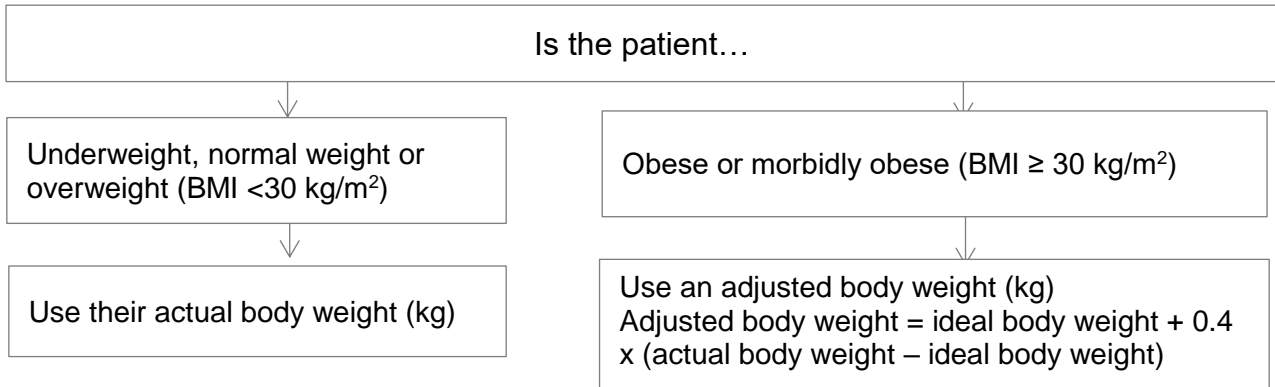 Is the patient…
Underweight, normal weight or
overweight (BMI <30 kg/m²)
Obese or morbidly obese (BMI ≥ 30 kg/m²)
Use their actual body weight (kg)
Use an adjusted body weight (kg)
Adjusted body weight = ideal body weight + 0.4
x (actual body weight – ideal body weight)